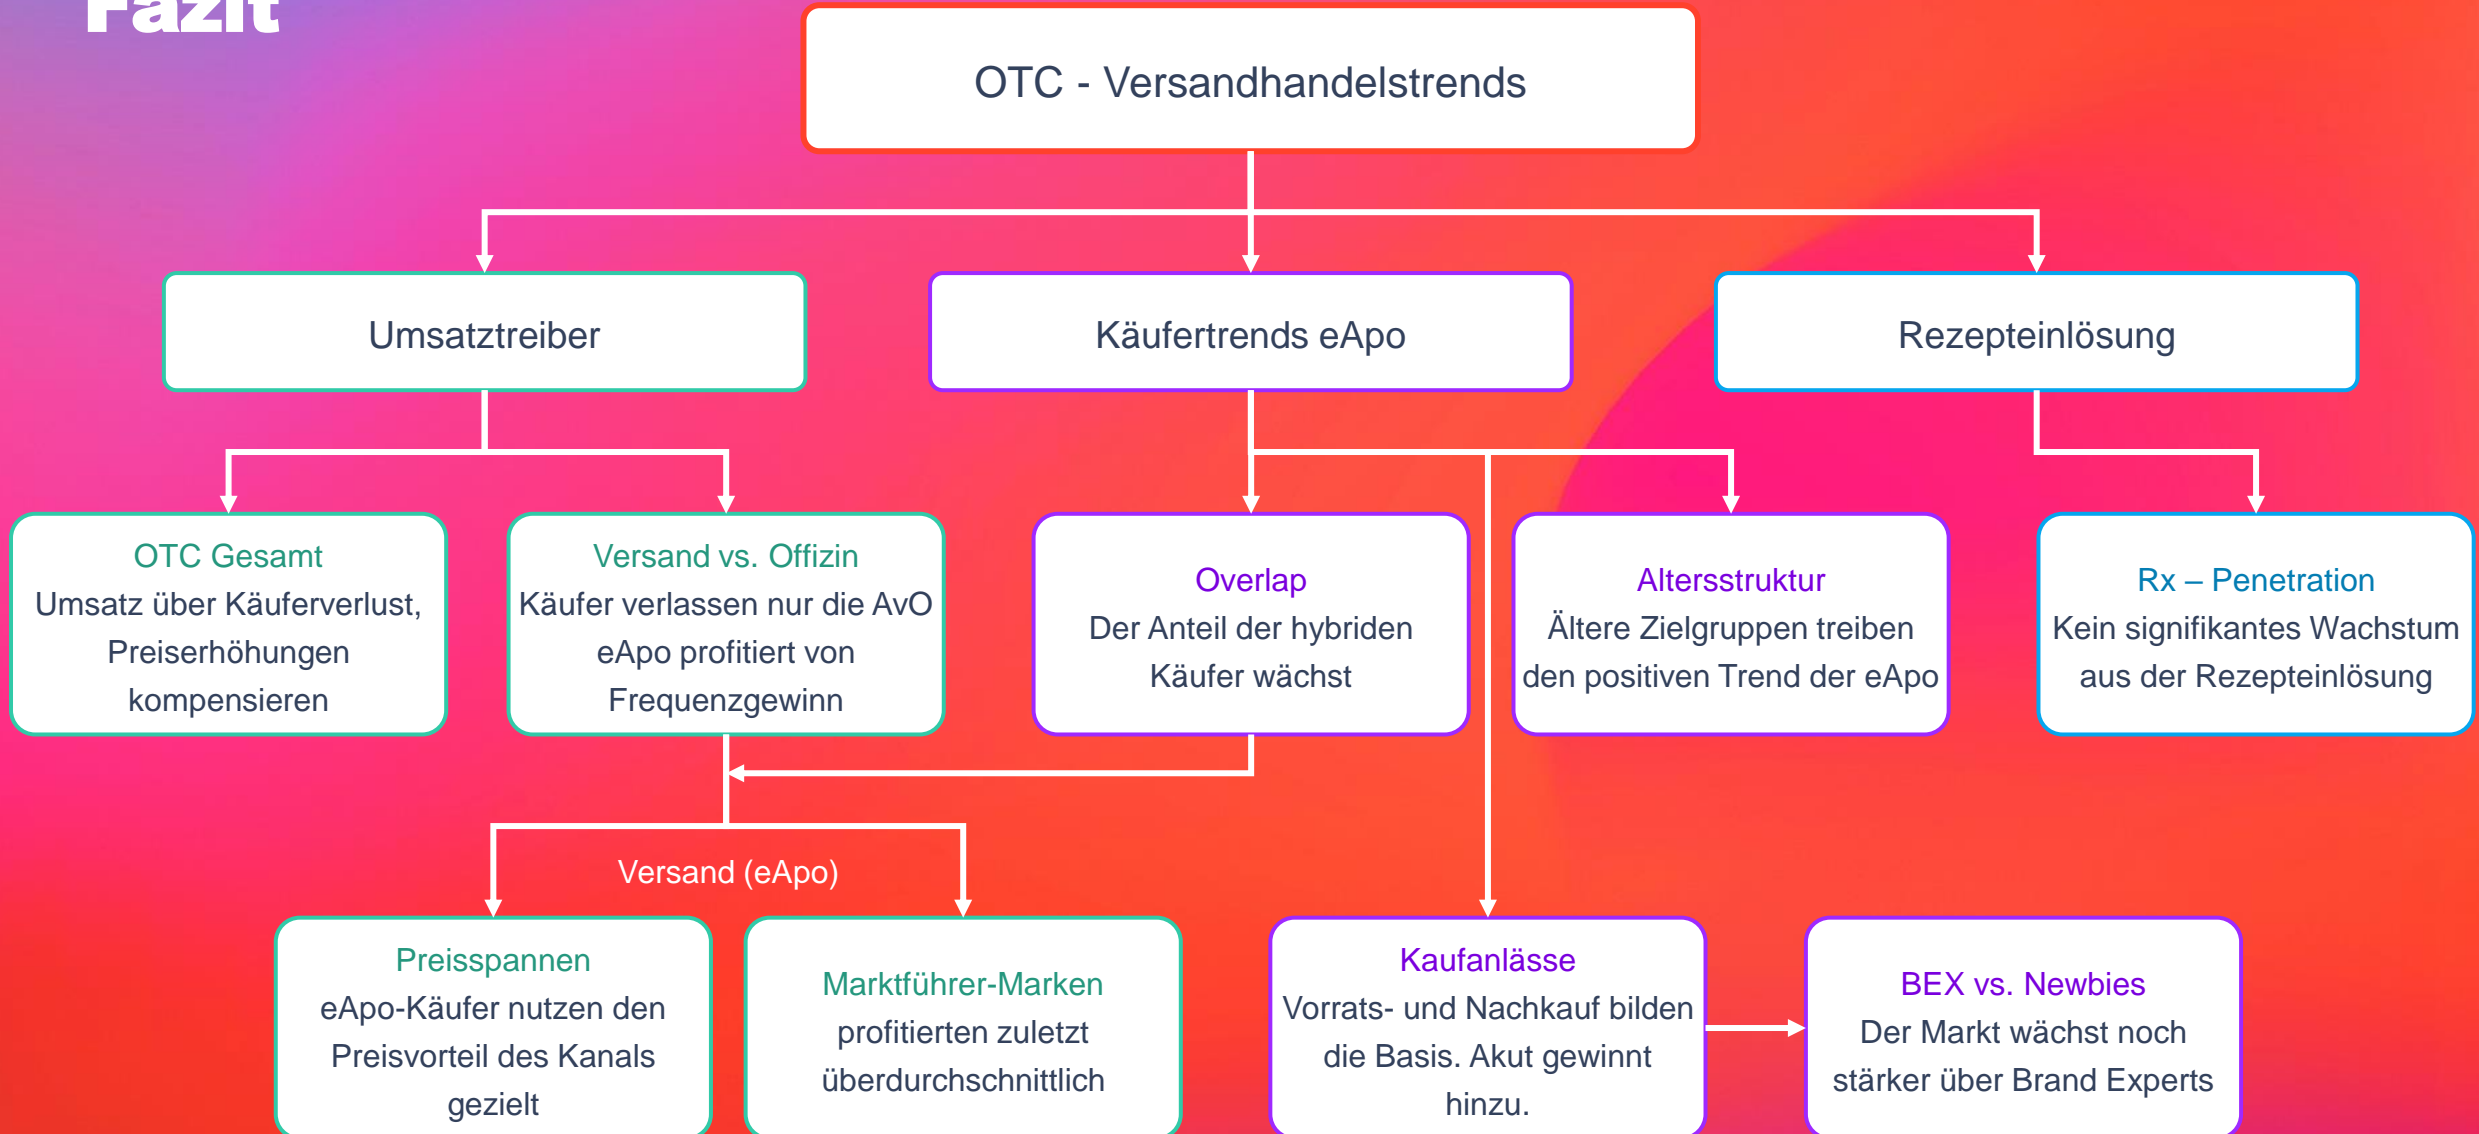 Fazit
OTC - Versandhandelstrends
Umsatztreiber
Käufertrends eApo
Rezepteinlösung
OTC Gesamt
Umsatz über Käuferverlust,
Preiserhöhungen
kompensieren
Versand vs. Offizin
Käufer verlassen nur die AvO
eApo profitiert von
Frequenzgewinn
Overlap
Der Anteil der hybriden
Käufer wächst
Altersstruktur
Ältere Zielgruppen treiben
den positiven Trend der eApo
Rx – Penetration
Kein signifikantes Wachstum
aus der Rezepteinlösung
Versand (eApo)
Preisspannen
eApo-Käufer nutzen den
Preisvorteil des Kanals
gezielt
Marktführer-Marken
profitierten zuletzt
überdurchschnittlich
Kaufanlässe
Vorrats- und Nachkauf bilden
die Basis. Akut gewinnt
hinzu.
BEX vs. Newbies
Der Markt wächst noch
stärker über Brand Experts